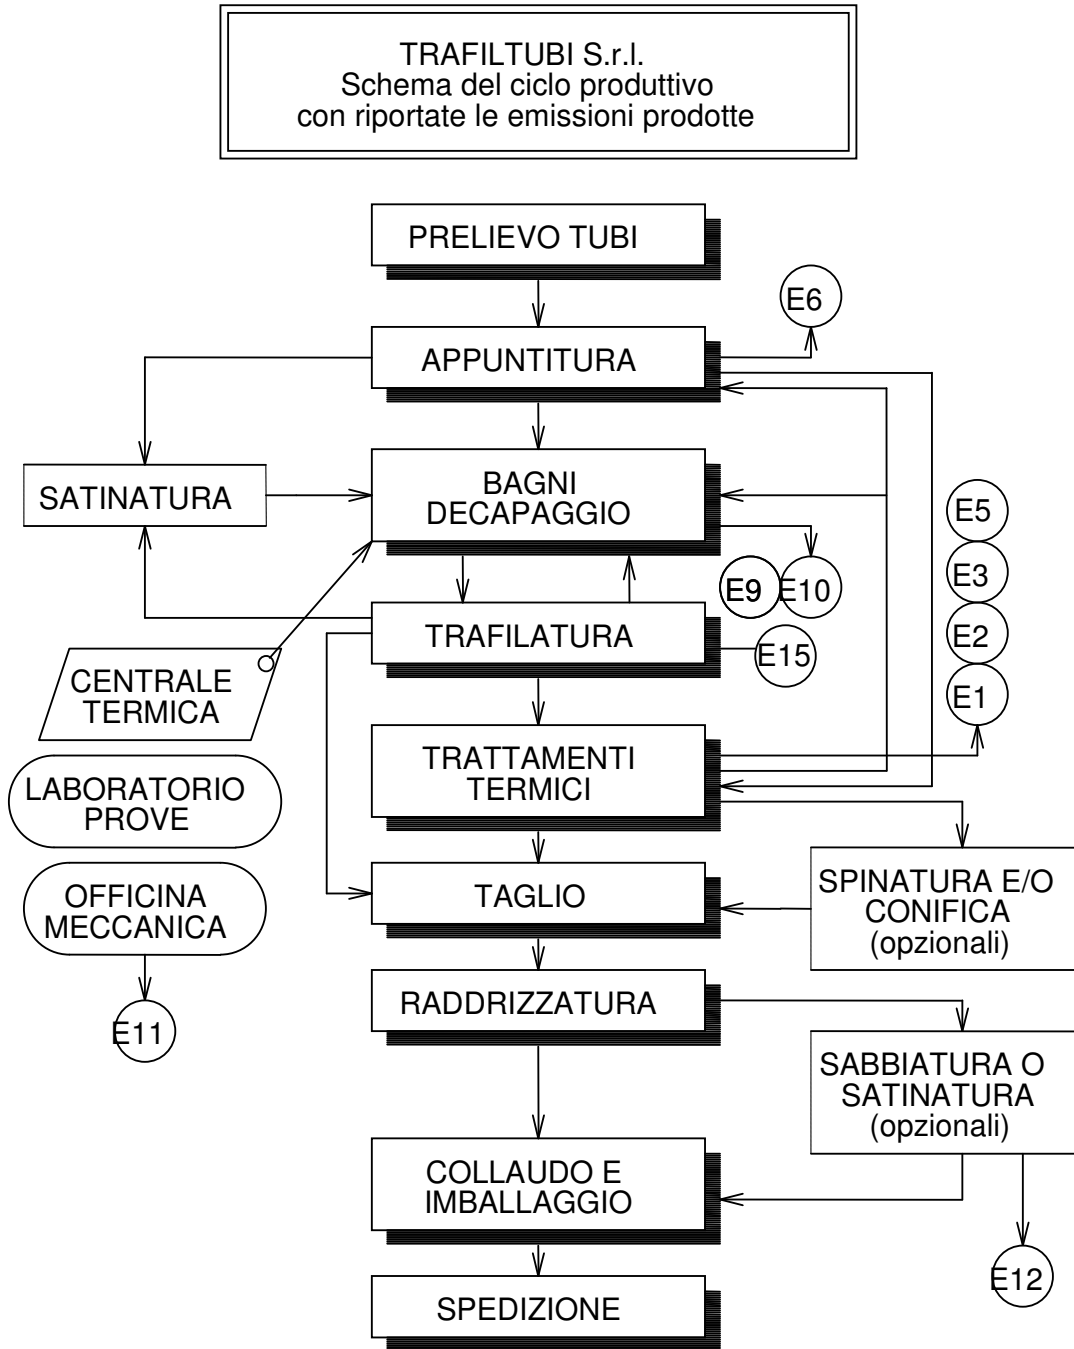 TRAFILTUBI S.r.l.
Schema del ciclo produttivo
con riportate le emissioni prodotte
PRELIEVO TUBI
E6
APPUNTITURA
SATINATURA
BAGNI
DECAPAGGIO
E5
E3
E9
E10
E2
TRAFILATURA
E15
E1
CENTRALE
TERMICA
TRATTAMENTI
TERMICI
LABORATORIO
PROVE
OFFICINA
MECCANICA
TAGLIO
SPINATURA E/O
CONIFICA
(opzionali)
E11
RADDRIZZATURA
SABBIATURA O
SATINATURA
(opzionali)
COLLAUDO E
IMBALLAGGIO
E12
SPEDIZIONE